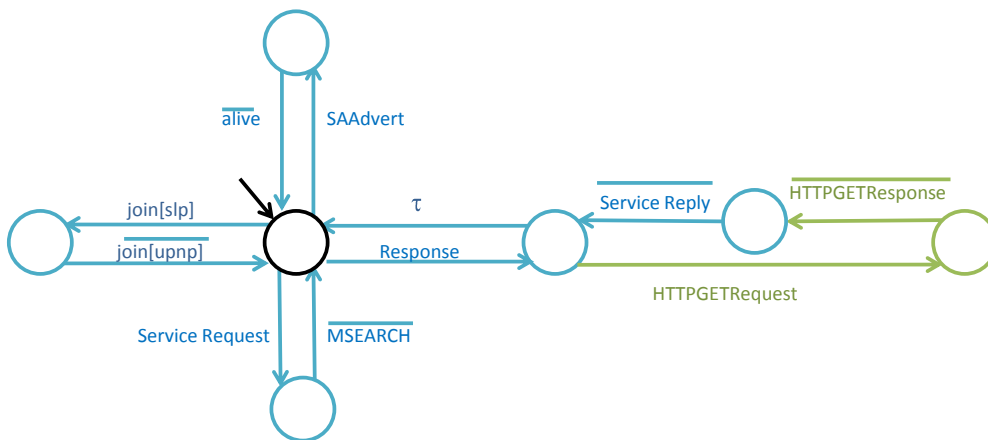 alive
SAAdvert
HTTPGETResponse
Service Reply
join[slp]
τ
join[upnp]
Response
HTTPGETRequest
Service Request
MSEARCH